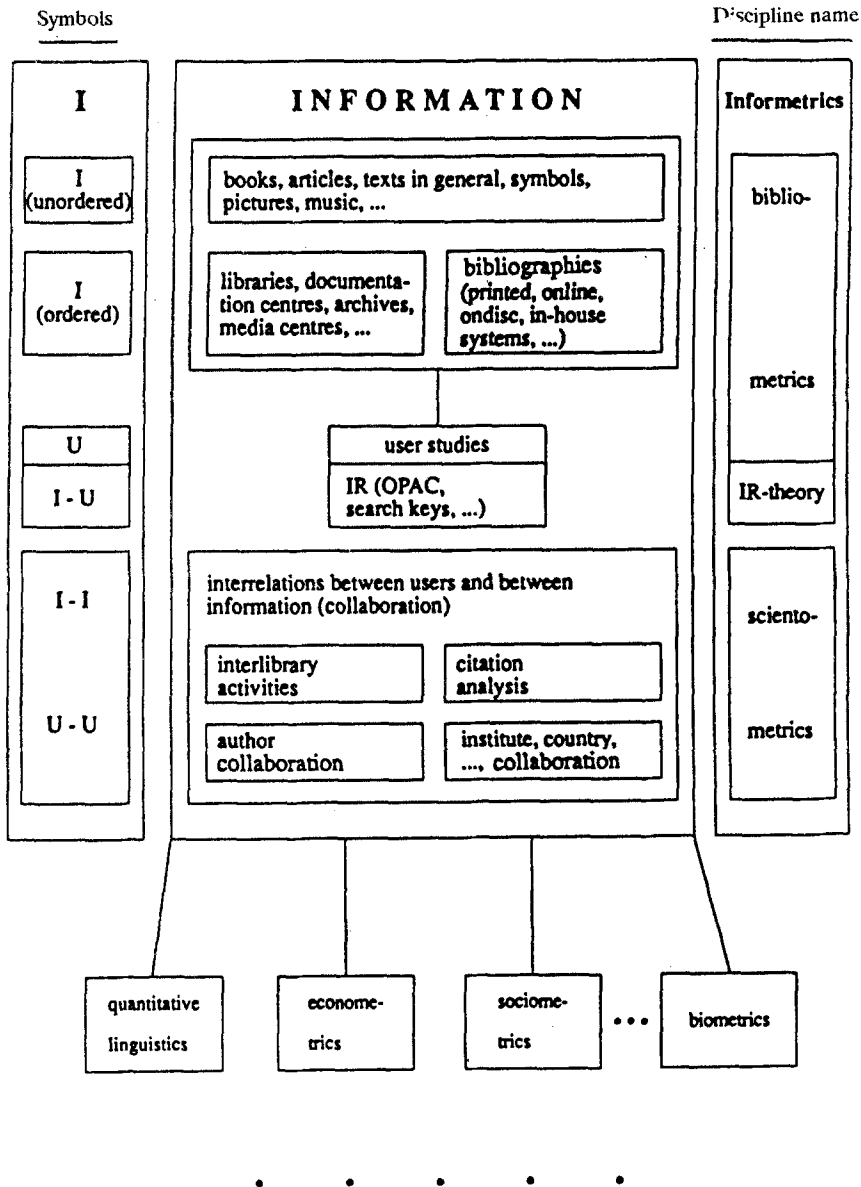 Symbols
Discipline name
I
INFORMATION
Informetrics
I
(unordered)
books, articles, texts in general, symbols,
pictures, music, ...
biblio-
I
(ordered)
libraries, documenta-
tion centres, archives,
media centres, ...
bibliographies
(printed, online,
ondisc, in-house
systems, ...)
metrics
U
user studies
I - U
IR (OPAC,
search keys, ...)
IR-theory
I - I
interrelations between users and between
information (collaboration)
sciento-
interlibrary
activities
citation
analysis
U - U
author
collaboration
institute, country,
..., collaboration
metrics
quantitative
linguistics
econome-
trics
sociome-
trics
...
biometrics
. . . . .